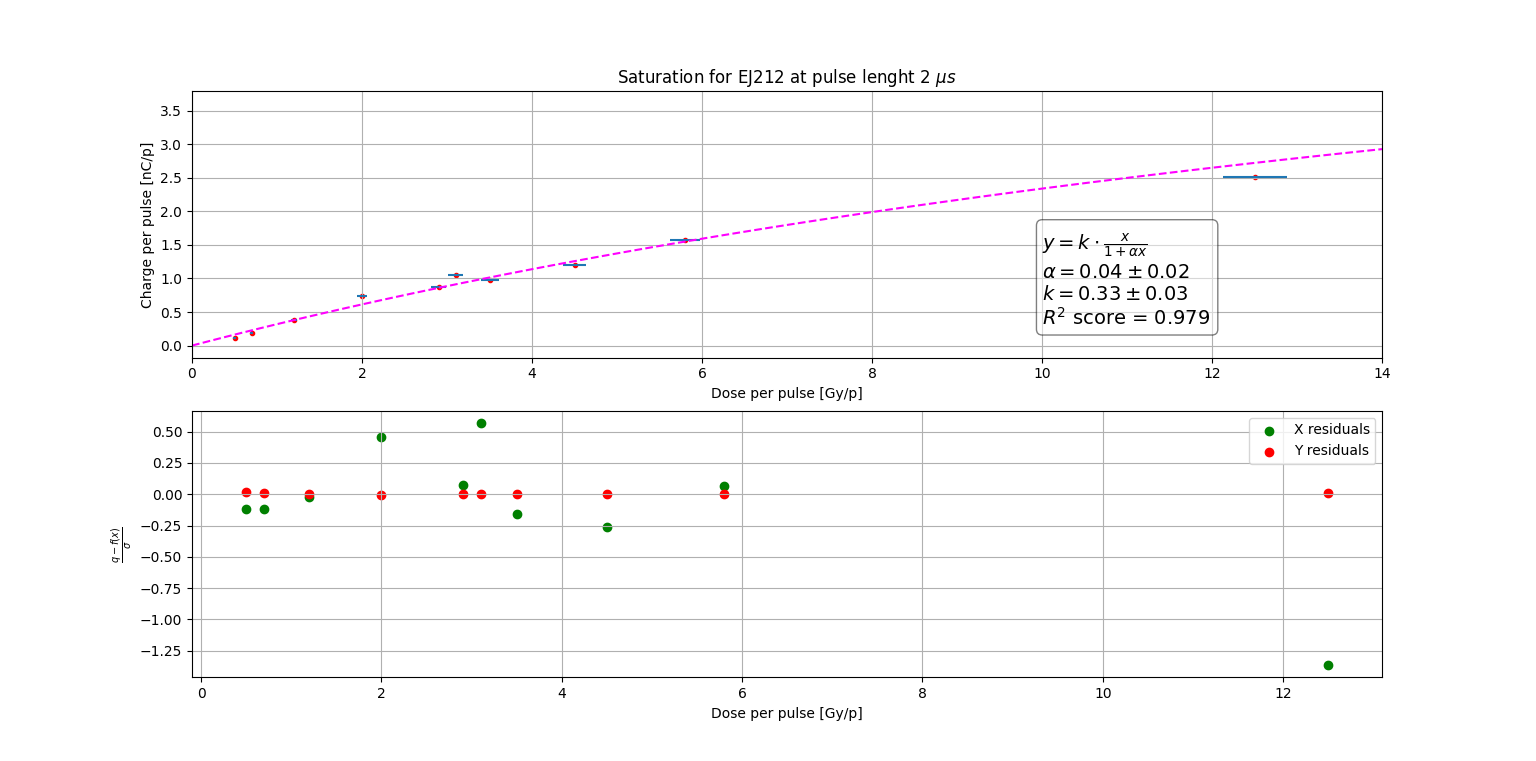 Saturation for EJ212 at pulse lenght 2 μs
Charge per pulse [nC/p]
3.5
3.0
2.5
2.0
1.5
1.0
0.5
0.0
y = k · x/(1 + αx)
α = 0.04 ± 0.02
k = 0.33 ± 0.03
R² score = 0.979
0 2 4 6 8 10 12 14
Dose per pulse [Gy/p]
(q − f(x))/σ
0.50
0.25
0.00
−0.25
−0.50
−0.75
−1.00
−1.25
X residuals
Y residuals
0 2 4 6 8 10 12
Dose per pulse [Gy/p]